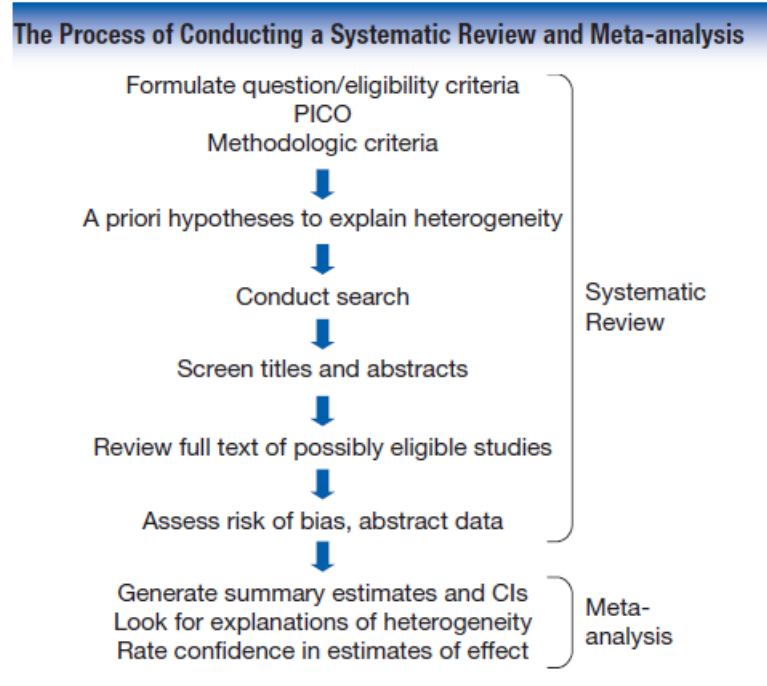 The Process of Conducting a Systematic Review and Meta-analysis
Formulate question/eligibility criteria
PICO
Methodologic criteria
A priori hypotheses to explain heterogeneity
Conduct search
Screen titles and abstracts
Review full text of possibly eligible studies
Assess risk of bias, abstract data
Systematic
Review
Generate summary estimates and CIs
Look for explanations of heterogeneity
Rate confidence in estimates of effect
Meta-
analysis